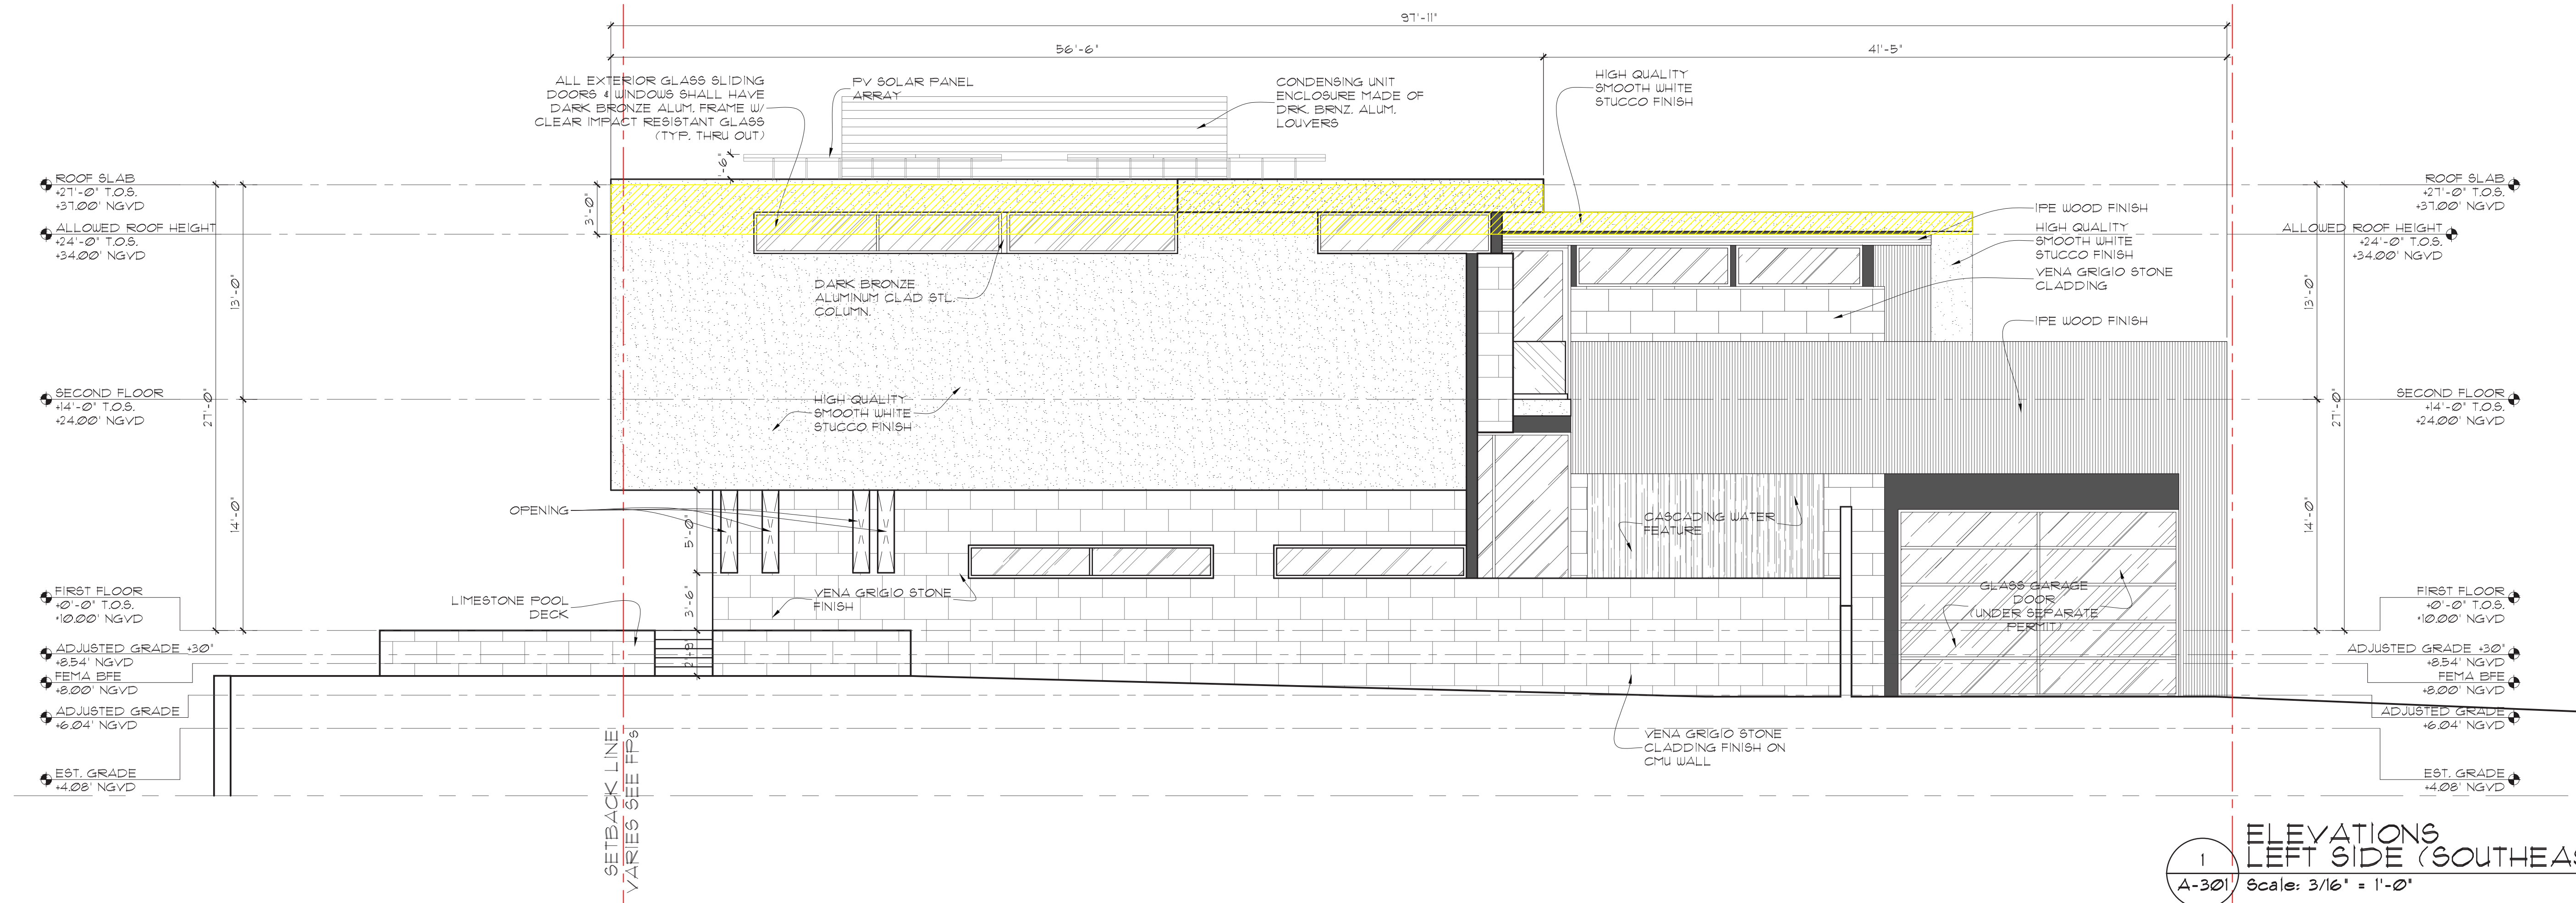 97'-11"
56'-6"
41'-5"
ALL EXTERIOR GLASS SLIDING
DOORS & WINDOWS SHALL HAVE
DARK BRONZE ALUM. FRAME W/
CLEAR IMPACT RESISTANT GLASS
(TYP. THRU OUT)
PV SOLAR PANEL
ARRAY
CONDENSING UNIT
ENCLOSURE MADE OF
DRK. BRNZ. ALUM.
LOUVERS
HIGH QUALITY
SMOOTH WHITE
STUCCO FINISH
ROOF SLAB
+27'-0" T.O.S.
+37.00' NGVD
ALLOWED ROOF HEIGHT
+24'-0" T.O.S.
+34.00' NGVD
SECOND FLOOR
+14'-0" T.O.S.
+24.00' NGVD
FIRST FLOOR
+0'-0" T.O.S.
+10.00' NGVD
ADJUSTED GRADE +30"
+8.54' NGVD
FEMA BFE
+8.00' NGVD
ADJUSTED GRADE
+6.04' NGVD
EST. GRADE
+4.08' NGVD
27'-0"
13'-0"
14'-0"
3'-0"
DARK BRONZE
ALUMINUM CLAD STL.
COLUMN.
HIGH QUALITY
SMOOTH WHITE
STUCCO FINISH
OPENING
5'-0"
3'-6"
2'-9"
LIMESTONE POOL
DECK
VENA GRIGIO STONE
FINISH
CASCADING WATER
FEATURE
GLASS GARAGE
DOOR
(UNDER SEPARATE
PERMIT)
VENA GRIGIO STONE
CLADDING FINISH ON
CMU WALL
IPE WOOD FINISH
HIGH QUALITY
SMOOTH WHITE
STUCCO FINISH
VENA GRIGIO STONE
CLADDING
IPE WOOD FINISH
13'-0"
27'-0"
14'-0"
ROOF SLAB
+27'-0" T.O.S.
+37.00' NGVD
ALLOWED ROOF HEIGHT
+24'-0" T.O.S.
+34.00' NGVD
SECOND FLOOR
+14'-0" T.O.S.
+24.00' NGVD
FIRST FLOOR
+0'-0" T.O.S.
+10.00' NGVD
ADJUSTED GRADE +30"
+8.54' NGVD
FEMA BFE
+8.00' NGVD
ADJUSTED GRADE
+6.04' NGVD
EST. GRADE
+4.08' NGVD
SETBACK LINE
VARIES SEE FPs
1
A-301
ELEVATIONS
LEFT SIDE (SOUTHEAS
Scale: 3/16" = 1'-0"